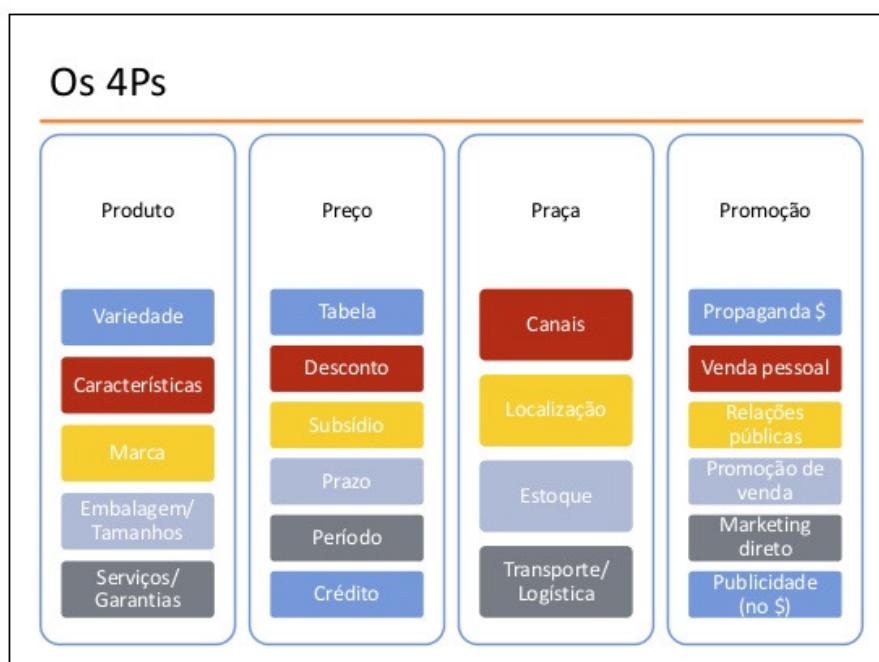 Os 4Ps
Produto
Variedade
Características
Marca
Embalagem/
Tamanhos
Serviços/
Garantias
Preço
Tabela
Desconto
Subsídio
Prazo
Período
Crédito
Praça
Canais
Localização
Estoque
Transporte/
Logística
Promoção
Propaganda $
Venda pessoal
Relações
públicas
Promoção de
venda
Marketing
direto
Publicidade
(no $)